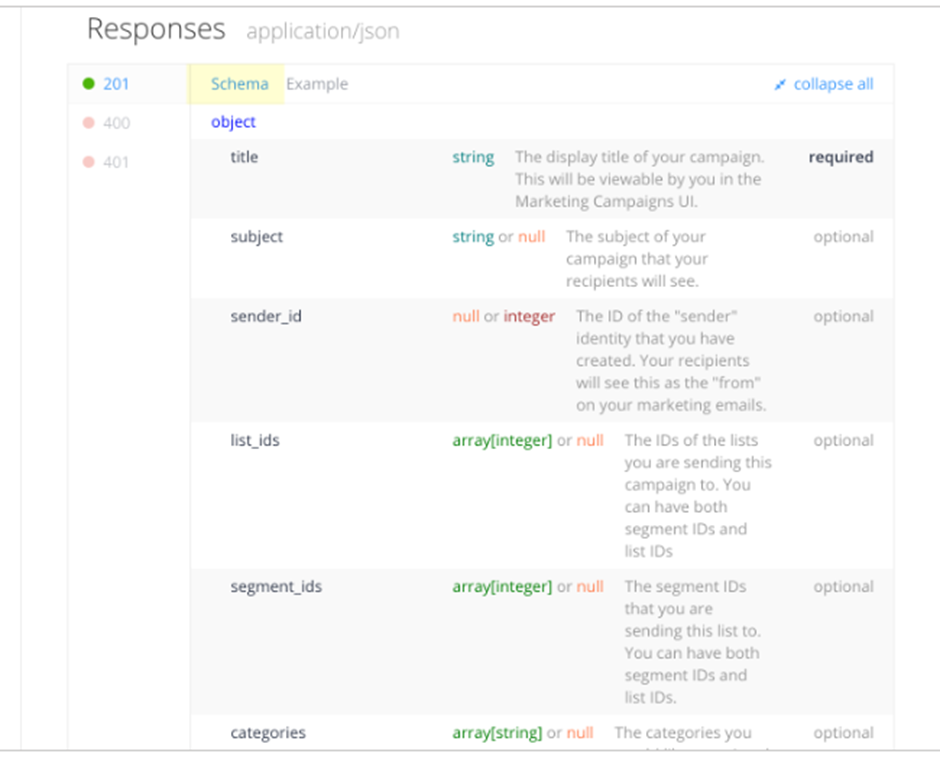 Responses application/json
201 Schema Example collapse all
400 object
title string The display title of your campaign. required
This will be viewable by you in the
401
Marketing Campaigns UI.
subject string or null The subject of your optional
campaign that your
recipients will see.
sender_id null or integer The ID of the "sender" optional
identity that you have
created. Your recipients
will see this as the "from"
on your marketing emails.
list_ids array[integer] or null The IDs of the lists optional
you are sending this
campaign to. You
can have both
segment IDs and
list IDs
segment_ids array[integer] or null The segment IDs optional
that you are
sending this list to.
You can have both
segment IDs and
list IDs.
categories array[string] or null The categories you optional